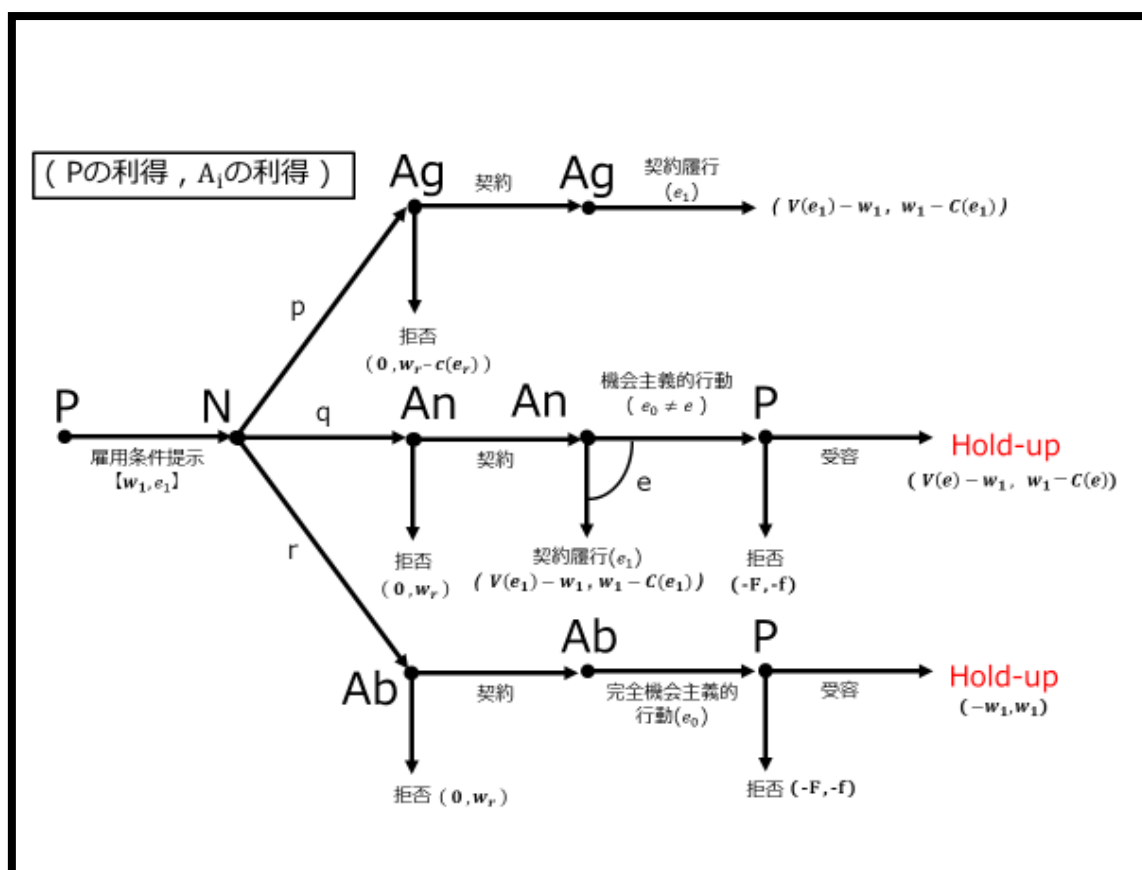 ( Pの利得 , Aᵢの利得 )
Ag
契約
Ag
契約履行
(e₁)
( V(e₁)−w₁, w₁−C(e₁))
p
拒否
(0,wᵣ−c(eᵣ))
P
雇用条件提示
【w₁,e₁】
N
q
An
契約
An
機会主義的行動
( e₀ ≠ e)
P
受容
Hold-up
( V(e)−w₁, w₁−C(e))
e
拒否
(0,wᵣ)
契約履行(e₁)
( V(e₁)−w₁,w₁−C(e₁))
拒否
(-F,-f)
r
Ab
契約
Ab
完全機会主義的
行動(e₀)
P
受容
Hold-up
(−w₁,w₁)
拒否 (0,wᵣ)
拒否 (-F,-f)